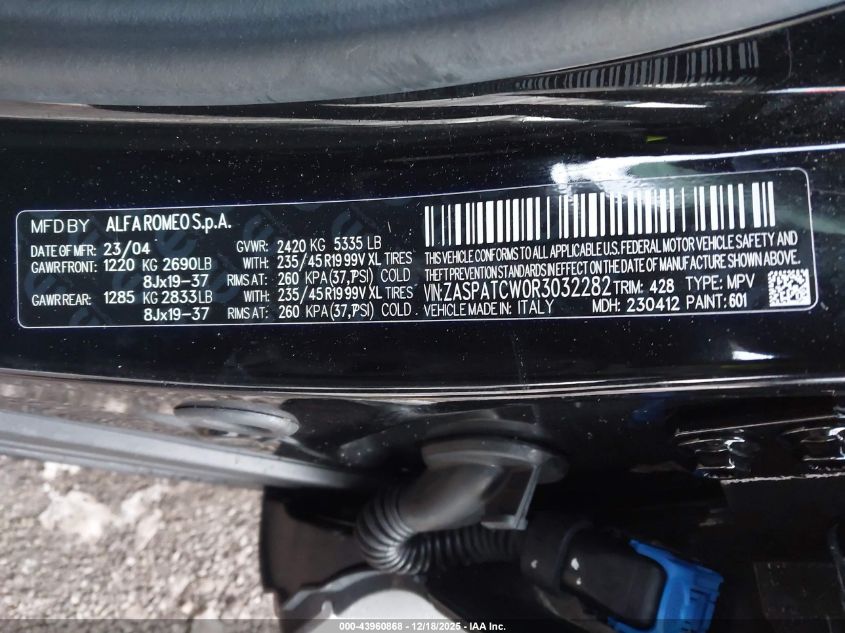 MFD BY ALFA ROMEO S.p.A.
DATE OF MFR: 23/04 GVWR: 2420 KG 5335 LB
GAWR FRONT: 1220 KG 2690LB WITH: 235/45 R19 99V XL TIRES
8Jx19-37 RIMS AT: 260 KPA(37,7PSI) COLD
GAWR REAR: 1285 KG 2833LB WITH: 235/45 R19 99V XL TIRES
8Jx19-37 RIMS AT: 260 KPA(37,7PSI) COLD
THIS VEHICLE CONFORMS TO ALL APPLICABLE U.S. FEDERAL MOTOR VEHICLE SAFETY AND
THEFT PREVENTION STANDARDS IN EFFECT ON THE DATE OF MANUFACTURE SHOWN ABOVE.
VIN: ZASPATCW0R3032282 TRIM: 428 TYPE: MPV
VEHICLE MADE IN: ITALY MDH: 230412 PAINT: 601
000-43960868 - 12/18/2025 - IAA Inc.